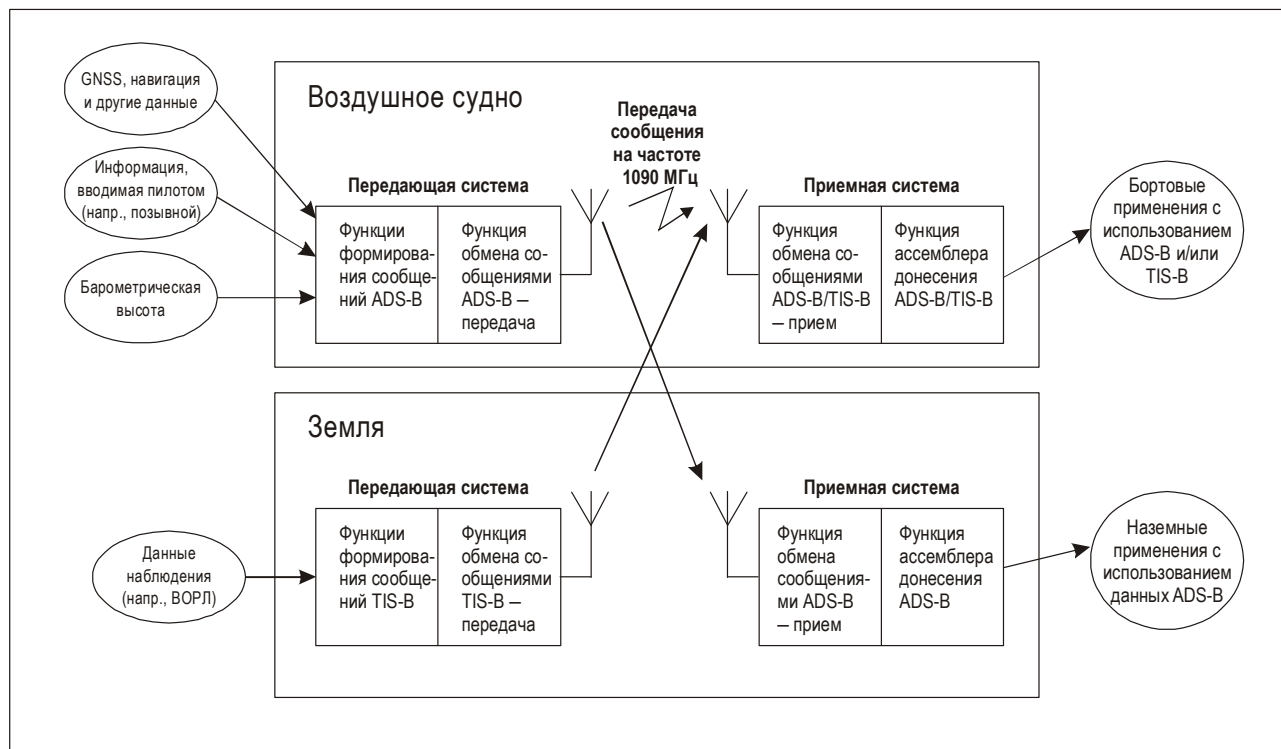 GNSS, навигация
и другие данные
Информация,
вводимая пилотом
(напр., позывной)
Барометрическая
высота
Воздушное судно
Передача
сообщения
на частоте
1090 МГц
Передающая система
Функции
формирова-
ния сообще-
ний ADS-B
Функция
обмена со-
общениями
ADS-B —
передача
Приемная система
Функция
обмена со-
общениями
ADS-B/TIS-B
— прием
Функция
ассемблера
донесения
ADS-B/TIS-B
Бортовые
применения с
использованием
ADS-B и/или
TIS-B
Земля
Передающая система
Данные
наблюдения
(напр., ВОРЛ)
Функции
формирова-
ния сообще-
ний TIS-B
Функция
обмена со-
общениями
TIS-B —
передача
Приемная система
Функция
обмена
сообщения-
ми ADS-B
— прием
Функция
ассемблера
донесения
ADS-B
Наземные
применения с
использованием
данных ADS-B